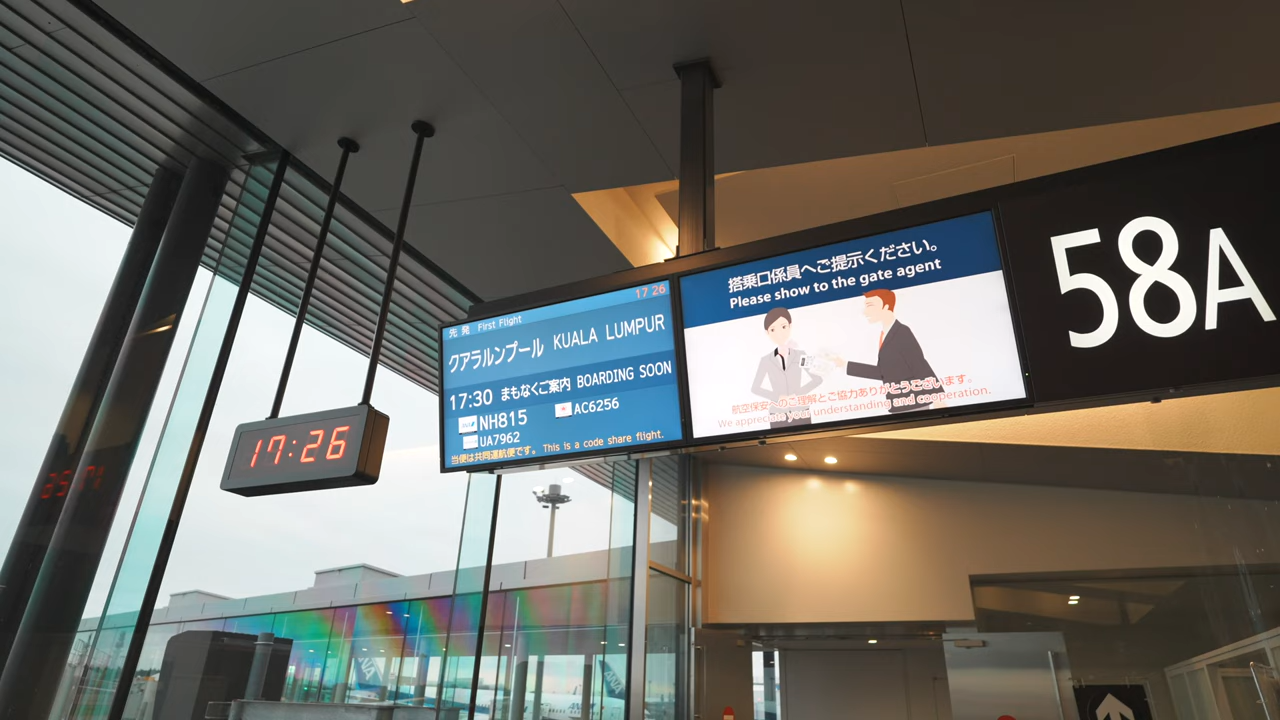 17:26
17 26
先発 First Flight
クアラルンプール KUALA LUMPUR
17:30 まもなくご案内 BOARDING SOON
NH815
AC6256
UA7962
当便は共同運航便です。 This is a code share flight.
搭乗口係員へご提示ください。
Please show to the gate agent
航空保安へのご理解とご協力ありがとうございます。
We appreciate your understanding and cooperation.
58A
ANA